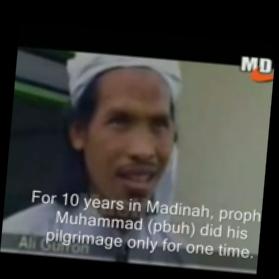 MD
For 10 years in Madinah, proph
Muhammad (pbuh) did his
pilgrimage only for one time.
Ali Gufron